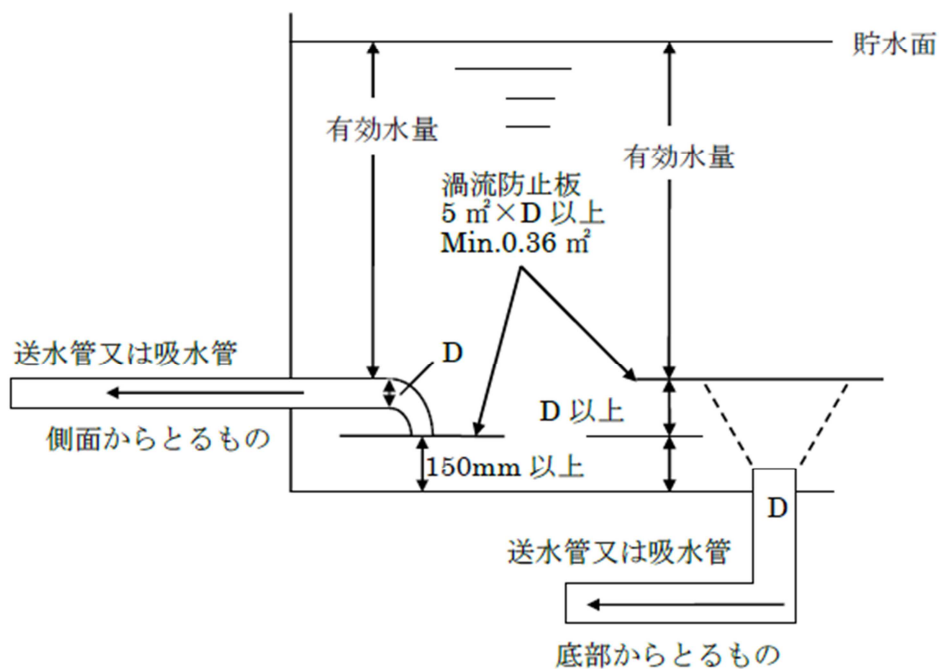 貯水面
有効水量
有効水量
渦流防止板
5 ㎡×D 以上
Min.0.36 ㎡
送水管又は吸水管
D
側面からとるもの
D 以上
150mm 以上
D
送水管又は吸水管
底部からとるもの